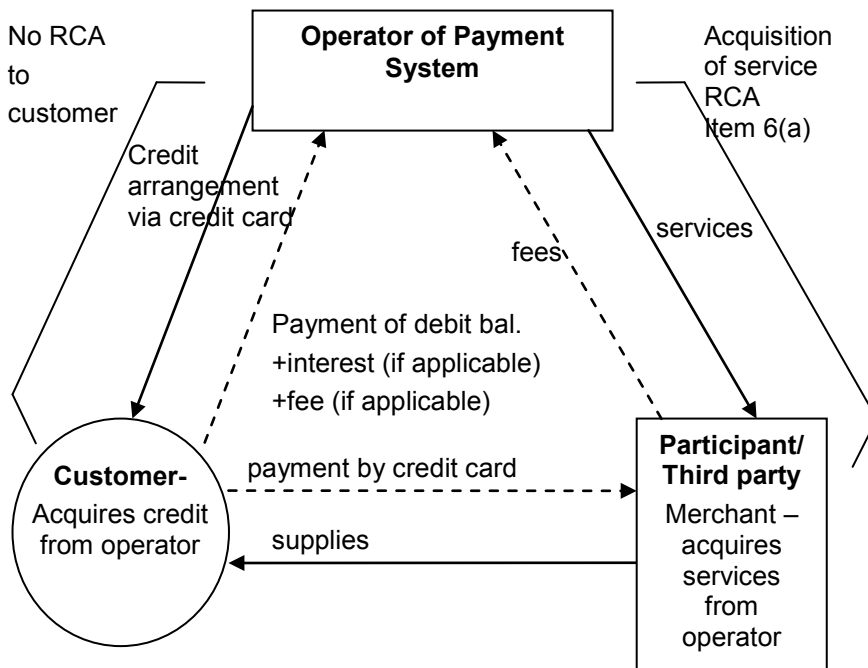 No RCA
to
customer
Operator of Payment
System
Acquisition
of service
RCA
Item 6(a)
Credit
arrangement
via credit card
services
fees
Payment of debit bal.
+interest (if applicable)
+fee (if applicable)
Customer-
Acquires credit
from operator
payment by credit card
supplies
Participant/
Third party
Merchant –
acquires
services
from
operator